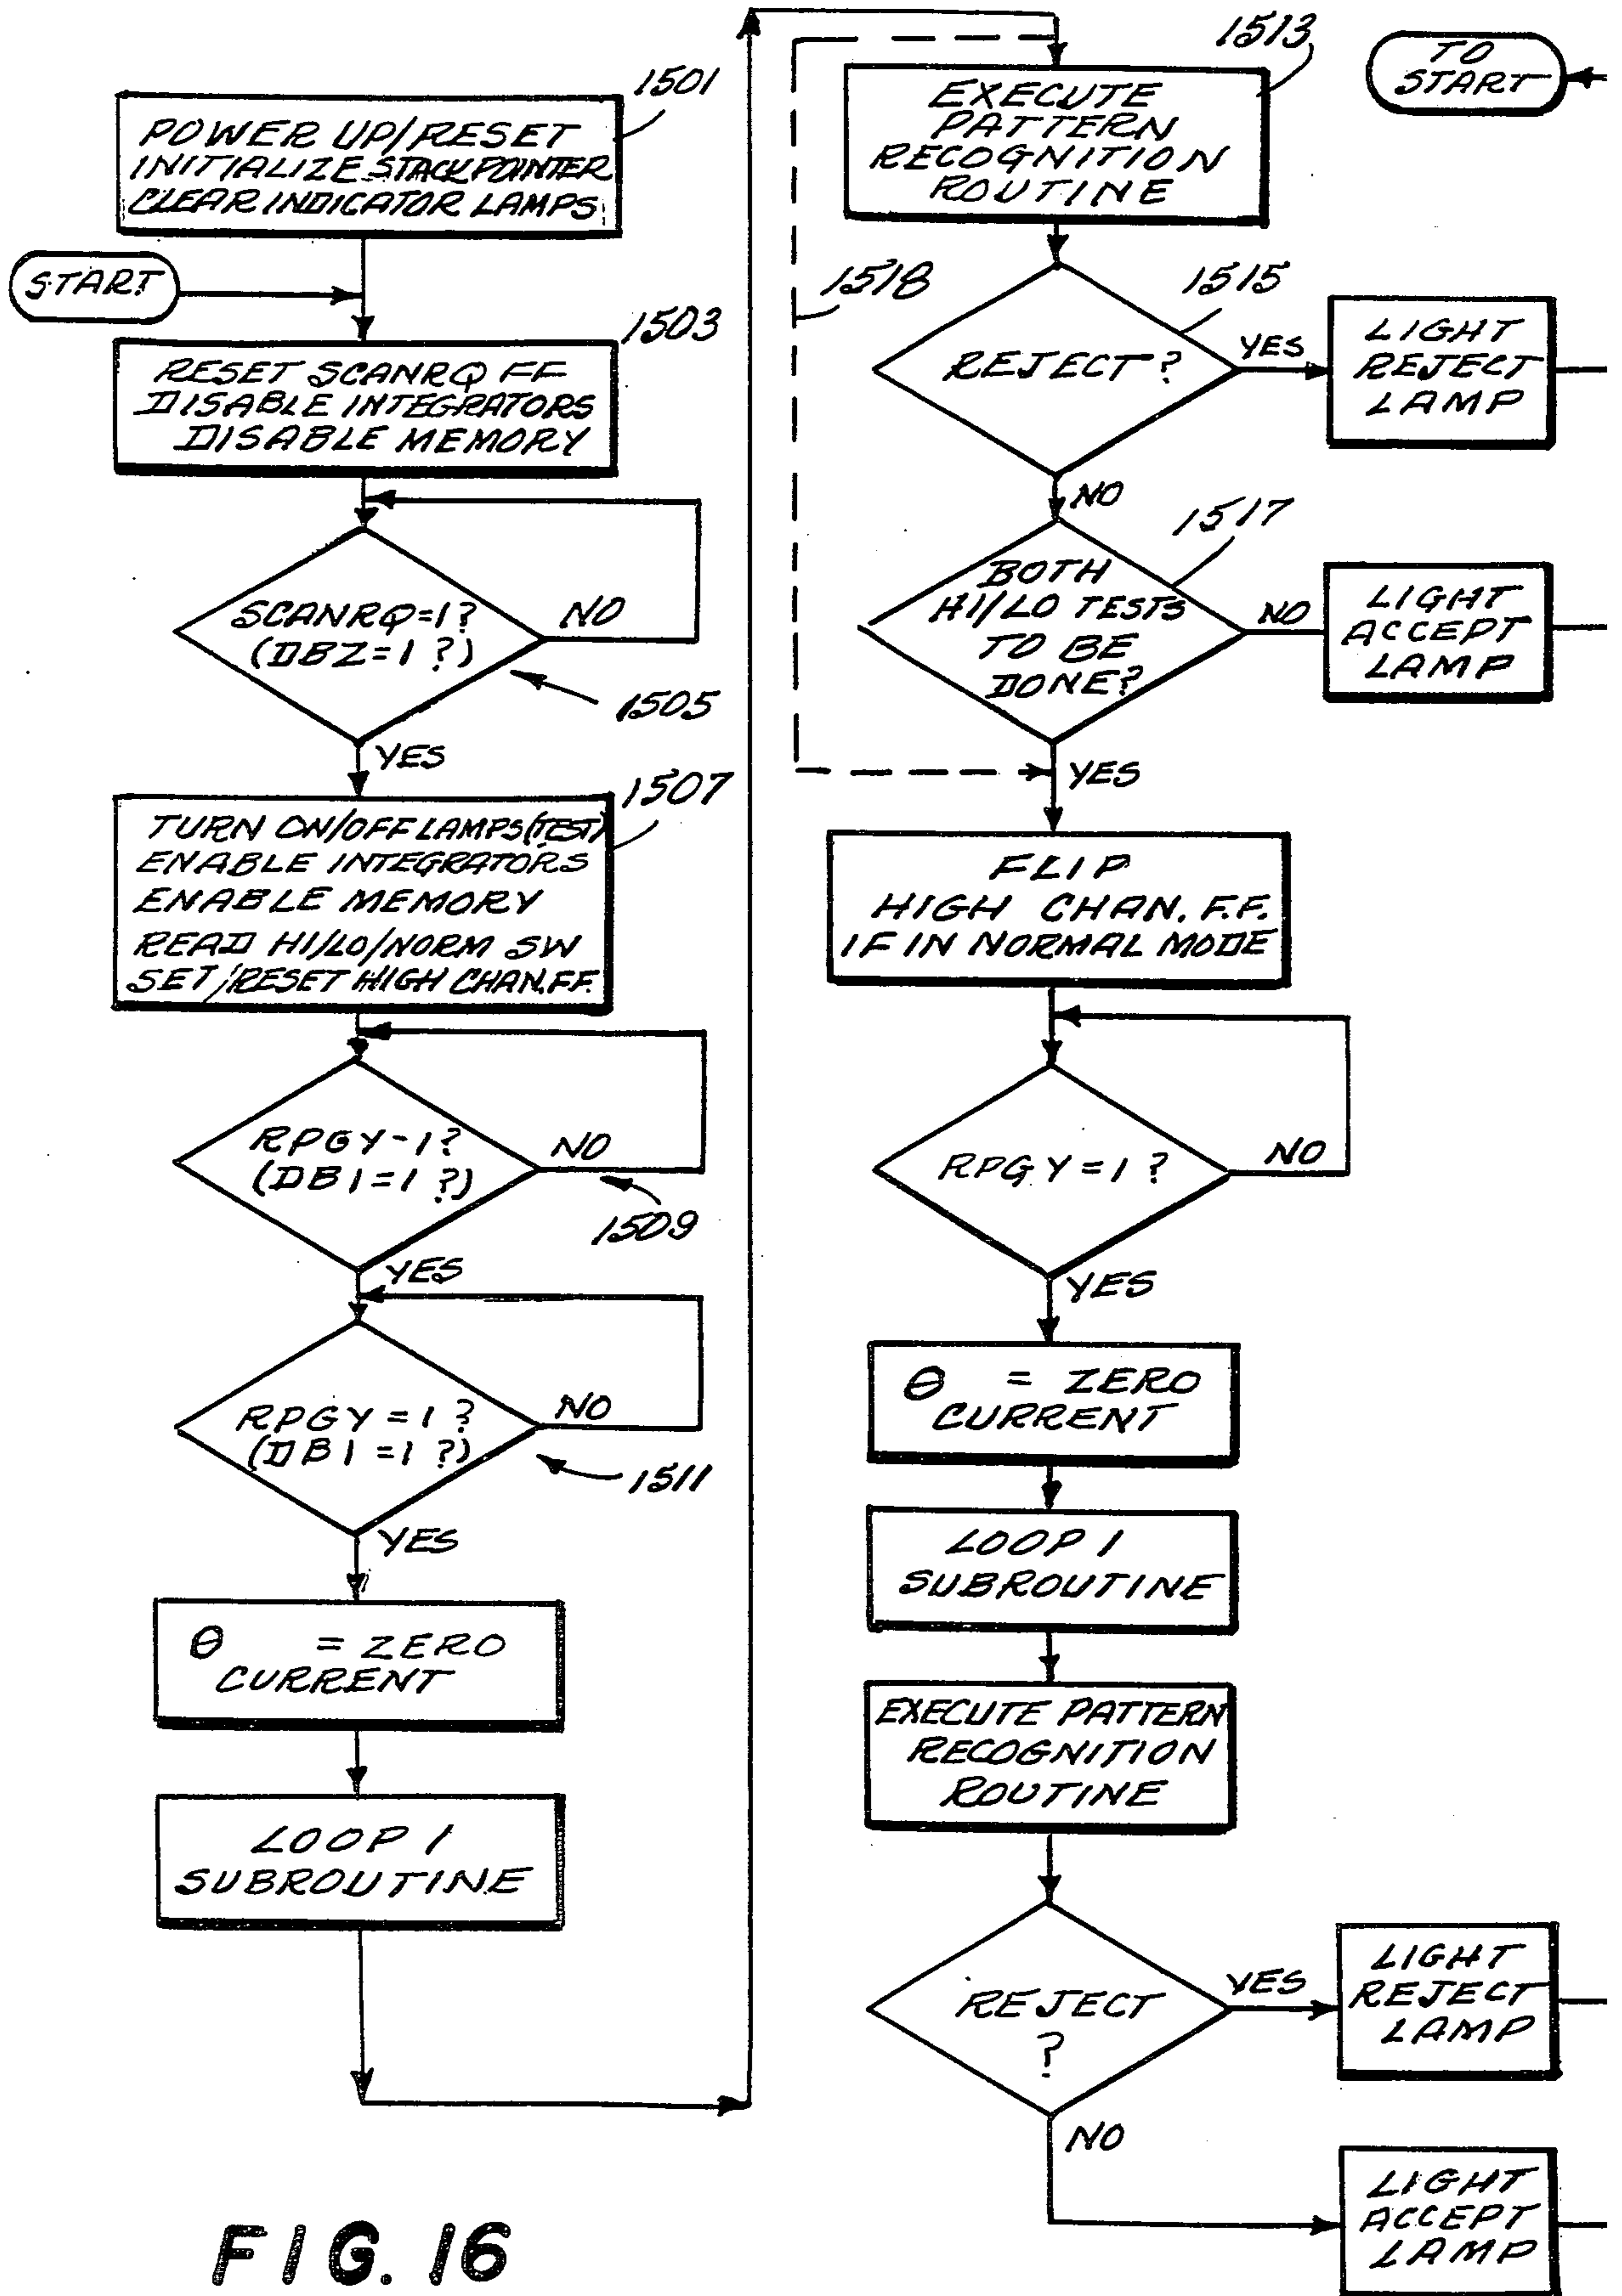 1501
POWER UP/RESET
INITIALIZE STACK POINTER
CLEAR INDICATOR LAMPS
START
1503
RESET SCANRQ FF
DISABLE INTEGRATORS
DISABLE MEMORY
SCANRQ=1?
(DBZ=1?)
NO
1505
YES
1507
TURN ON/OFF LAMPS (TEST)
ENABLE INTEGRATORS
ENABLE MEMORY
READ HI/LO/NORM SW
SET/RESET HIGH CHAN. FF.
RPGY-1?
(DB1=1?)
NO
1509
YES
RPGY=1?
(DB1=1?)
NO
1511
YES
θ = ZERO
CURRENT
LOOP 1
SUBROUTINE
1513
EXECUTE
PATTERN
RECOGNITION
ROUTINE
1518
1515
REJECT?
YES
LIGHT
REJECT
LAMP
NO
1517
BOTH
HI/LO TESTS
TO BE
DONE?
NO
LIGHT
ACCEPT
LAMP
YES
FLIP
HIGH CHAN. F.F.
IF IN NORMAL MODE
RPGY=1?
NO
YES
θ = ZERO
CURRENT
LOOP 1
SUBROUTINE
EXECUTE PATTERN
RECOGNITION
ROUTINE
REJECT
?
YES
LIGHT
REJECT
LAMP
NO
LIGHT
ACCEPT
LAMP
TO
START
FIG. 16